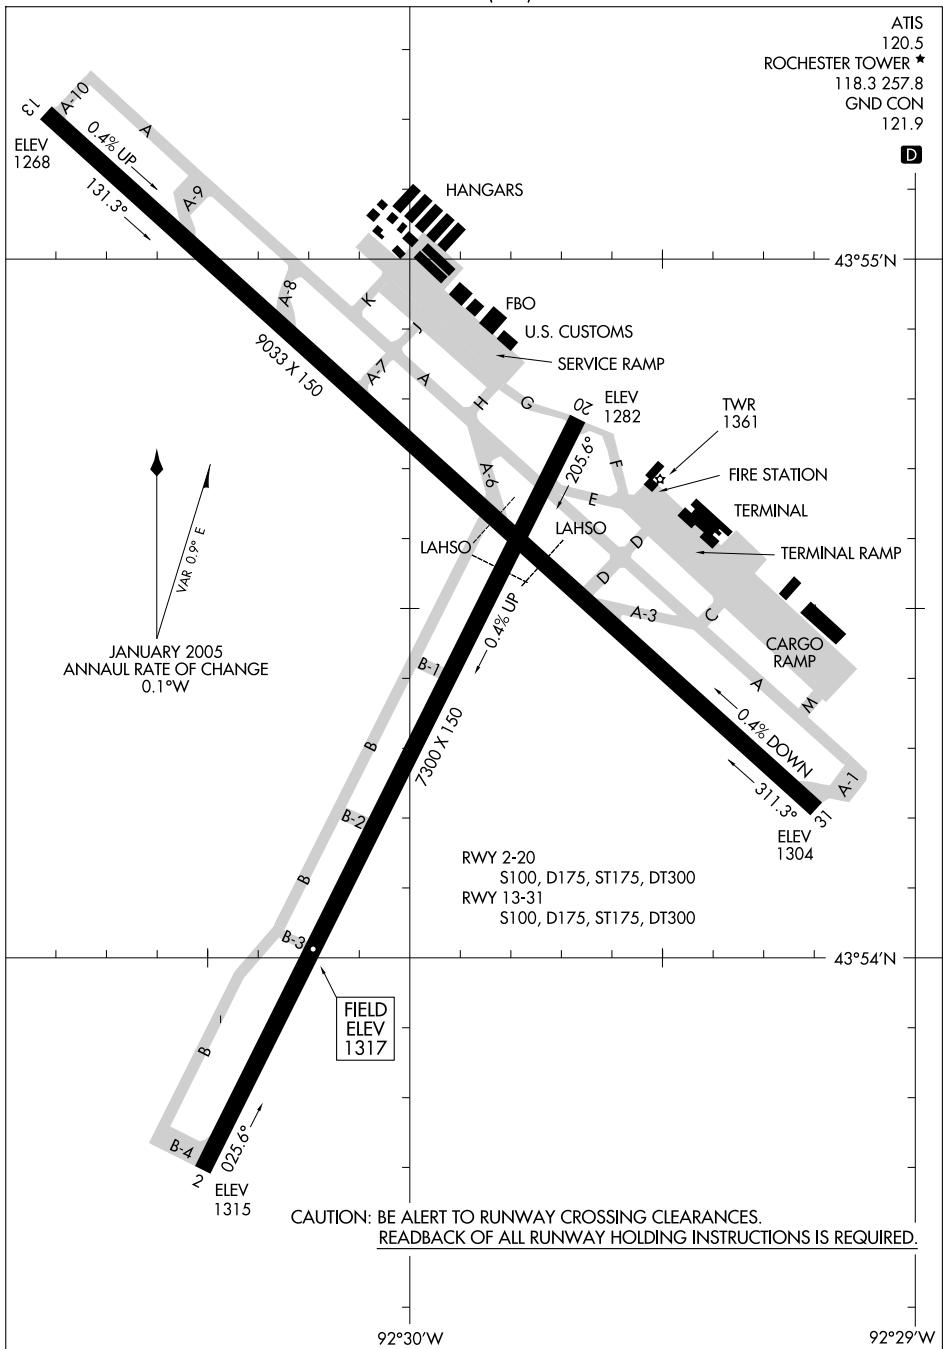 ATIS
120.5
ROCHESTER TOWER ★
118.3 257.8
GND CON
121.9
D
13
A-10
A
ELEV
1268
0.4% UP
131.3°
A-9
HANGARS
43°55'N
A-8
K
FBO
J
U.S. CUSTOMS
SERVICE RAMP
9033 X 150
A-7
A
H
G
20
ELEV
1282
TWR
1361
205.6°
F
A-6
FIRE STATION
E
TERMINAL
LAHSO
LAHSO
D
TERMINAL RAMP
VAR 0.9° E
D
A-3
C
0.4% UP
CARGO
RAMP
JANUARY 2005
ANNAUL RATE OF CHANGE
0.1°W
B-1
A
M
B
7300 X 150
0.4% DOWN
311.3°
A-1
31
ELEV
1304
B-2
RWY 2-20
S100, D175, ST175, DT300
RWY 13-31
S100, D175, ST175, DT300
B
B-3
43°54'N
FIELD
ELEV
1317
B
B-4
025.6°
2
ELEV
1315
CAUTION: BE ALERT TO RUNWAY CROSSING CLEARANCES.
READBACK OF ALL RUNWAY HOLDING INSTRUCTIONS IS REQUIRED.
92°30'W
92°29'W